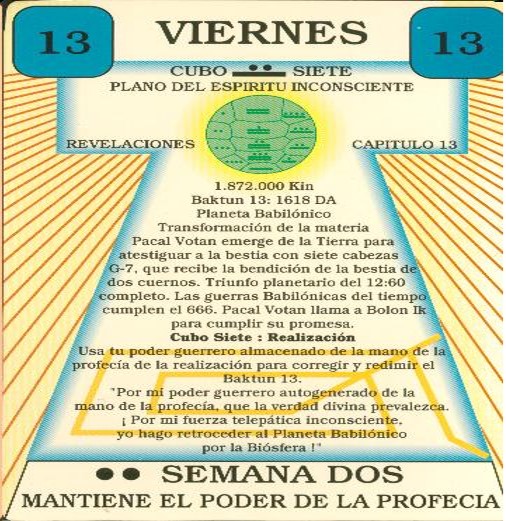 13 VIERNES 13
CUBO SIETE
PLANO DEL ESPIRITU INCONSCIENTE
REVELACIONES CAPITULO 13
1.872.000 Kin
Baktun 13: 1618 DA
Planeta Babilónico
Transformación de la materia
Pacal Votan emerge de la Tierra para
atestiguar a la bestia con siete cabezas
G-7, que recibe la bendición de la bestia de
dos cuernos. Triunfo planetario del 12:60
completo. Las guerras Babilónicas del tiempo
cumplen el 666. Pacal Votan llama a Bolon Ik
para cumplir su promesa.
Cubo Siete : Realización
Usa tu poder guerrero almacenado de la mano de la
profecía de la realización para corregir y redimir el
Baktun 13.
"Por mi poder guerrero autogenerado de la
mano de la profecía, que la verdad divina prevalezca.
¡ Por mi fuerza telepática inconsciente,
yo hago retroceder al Planeta Babilónico
por la Biósfera !"
SEMANA DOS
MANTIENE EL PODER DE LA PROFECIA